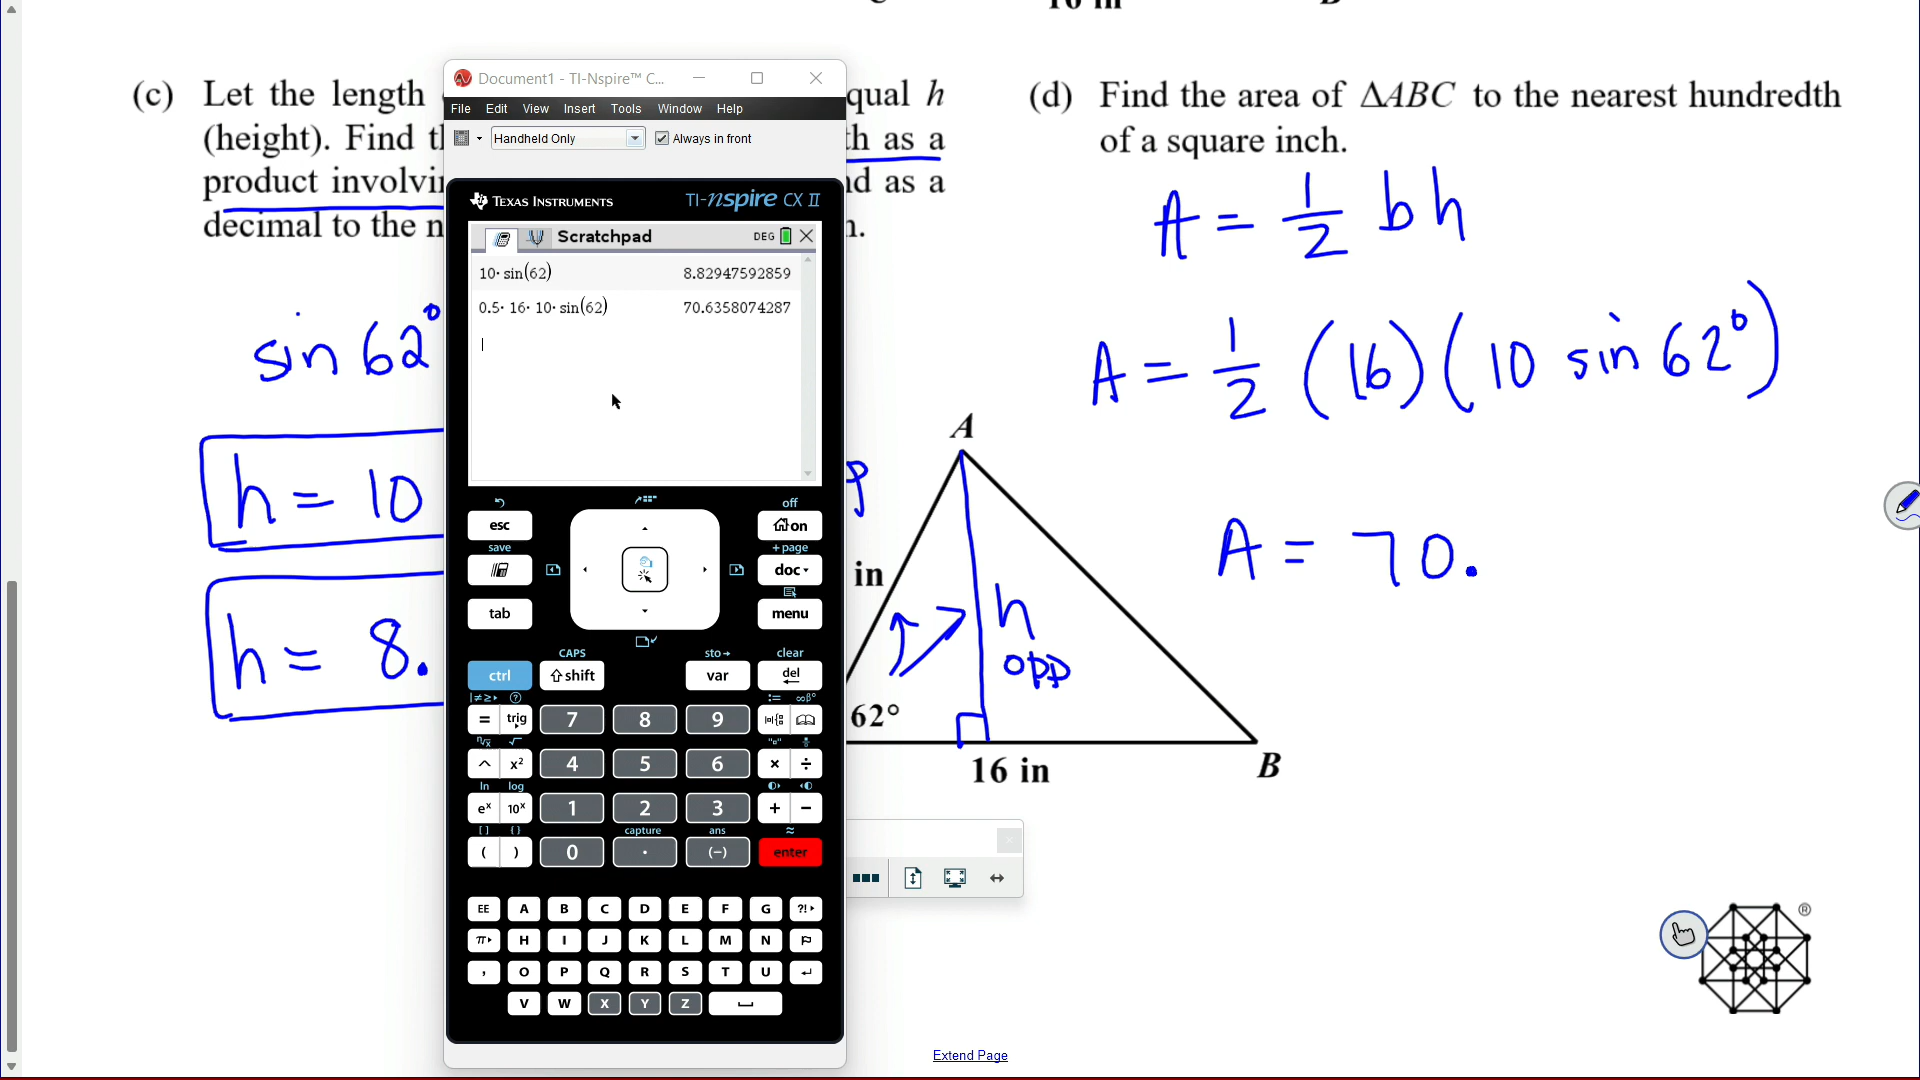 16 in
B
(c) Let the length
qual h
(height). Find t
th as a
product involvi
nd as a
decimal to the n
n.
sin 62°
h = 10
h = 8.
Document1 - TI-Nspire™ C...
File Edit View Insert Tools Window Help
Handheld Only
Always in front
TEXAS INSTRUMENTS TI-nspire CX II
Scratchpad DEG
10·sin(62) 8.82947592859
0.5·16·10·sin(62) 70.6358074287
off
esc on
save +page
doc
tab menu
CAPS sto→ clear
ctrl shift var del
|≠≥▸ ? := ∞β°
= trig 7 8 9
ⁿ√x √
^ x² 4 5 6 × ÷
ln log
eˣ 10ˣ 1 2 3 + −
[ ] { } capture ans ≈
( ) 0 . (−) enter
EE A B C D E F G ?!▸
π▸ H I J K L M N
, O P Q R S T U ↵
V W X Y Z
(d) Find the area of ΔABC to the nearest hundredth
of a square inch.
A = 1/2 b h
A = 1/2 (16)(10 sin 62°)
A = 70.
A
in
h
opp
62°
16 in
B
®
Extend Page